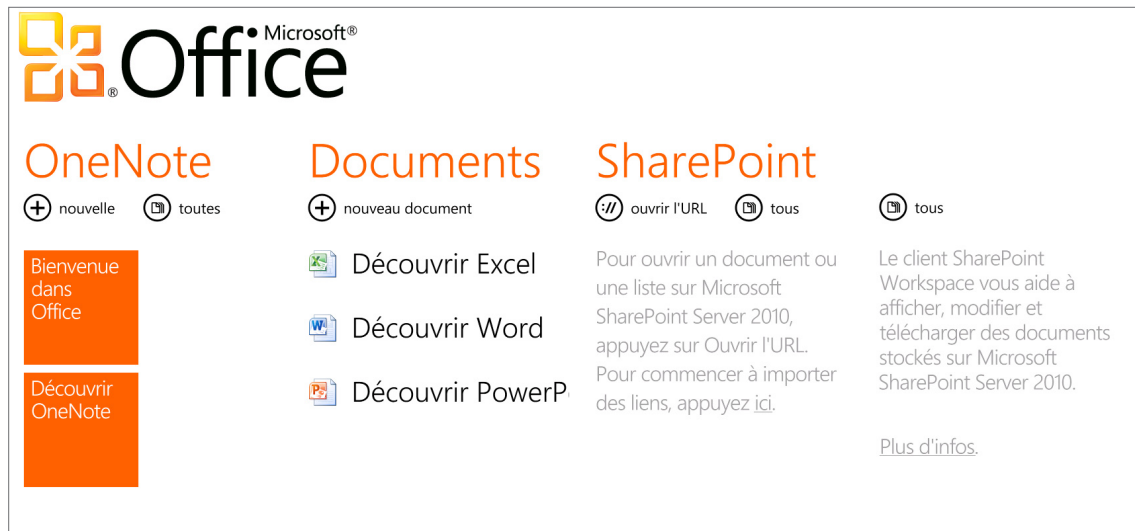 Microsoft®
Office
®
OneNote
nouvelle
toutes
Bienvenue
dans
Office
Découvrir
OneNote
Documents
nouveau document
Découvrir Excel
Découvrir Word
Découvrir PowerP
SharePoint
:// ouvrir l'URL
tous
Pour ouvrir un document ou
une liste sur Microsoft
SharePoint Server 2010,
appuyez sur Ouvrir l'URL.
Pour commencer à importer
des liens, appuyez ici.
tous
Le client SharePoint
Workspace vous aide à
afficher, modifier et
télécharger des documents
stockés sur Microsoft
SharePoint Server 2010.
Plus d'infos.